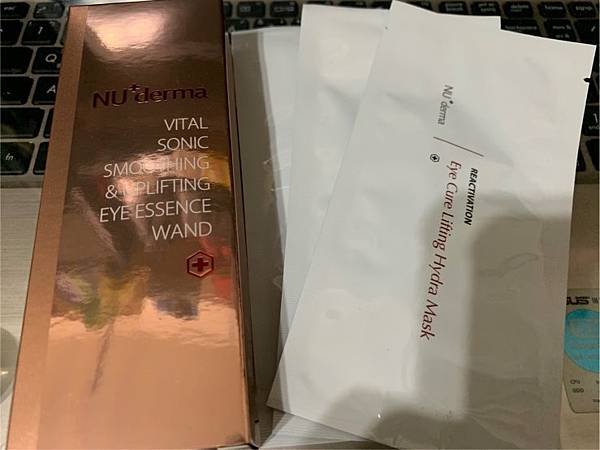 NU+derma
VITAL
SONIC
SMOOTHING
& UPLIFTING
EYE ESSENCE
WAND
NU+derma
REACTIVATION
Eye Cure Lifting Hydra Mask